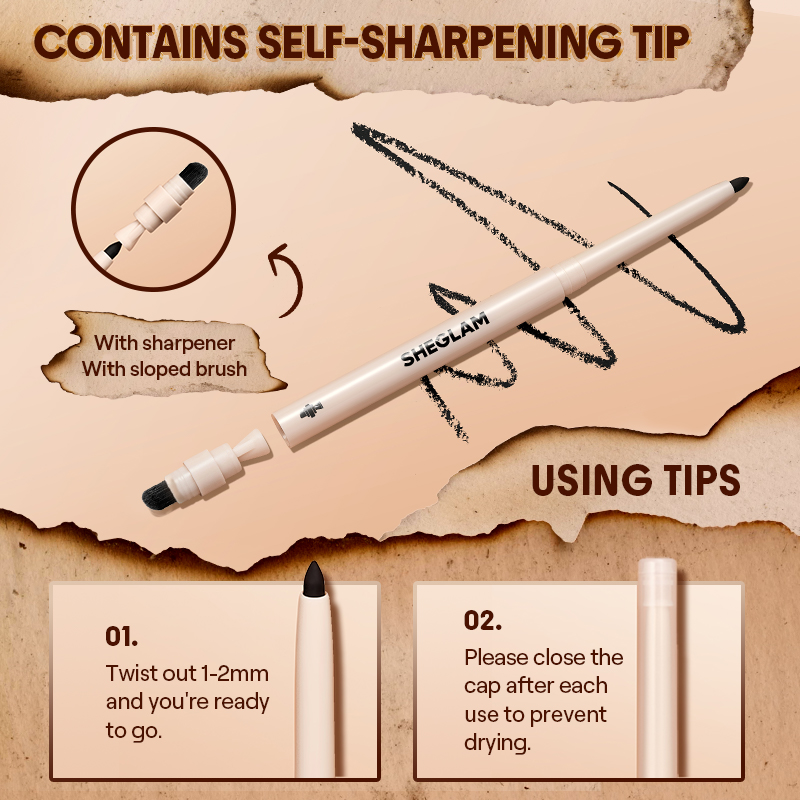 CONTAINS SELF-SHARPENING TIP
With sharpener
With sloped brush
SHEGLAM
USING TIPS
01.
Twist out 1-2mm
and you're ready
to go.
02.
Please close the
cap after each
use to prevent
drying.